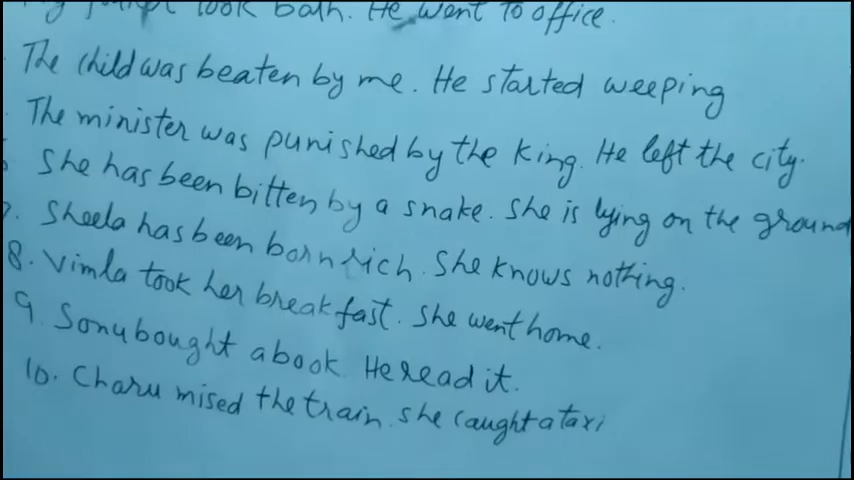 took bath. He went to office.
The child was beaten by me. He started weeping
The minister was punished by the king. He left the city.
She has been bitten by a snake. She is lying on the ground
7. Sheela has been born rich. She knows nothing.
8. Vimla took her breakfast. She went home.
9. Sonu bought a book. He read it.
10. Charu mised the train. she caught a taxi